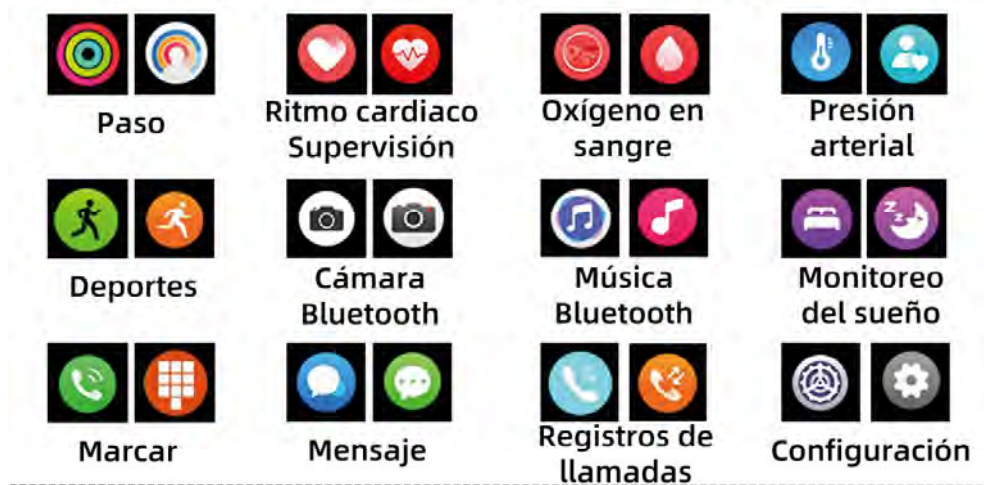 Paso
Ritmo cardiaco
Supervisión
Oxígeno en
sangre
Presión
arterial
Deportes
Cámara
Bluetooth
Música
Bluetooth
Monitoreo
del sueño
Marcar
Mensaje
Registros de
llamadas
Configuración